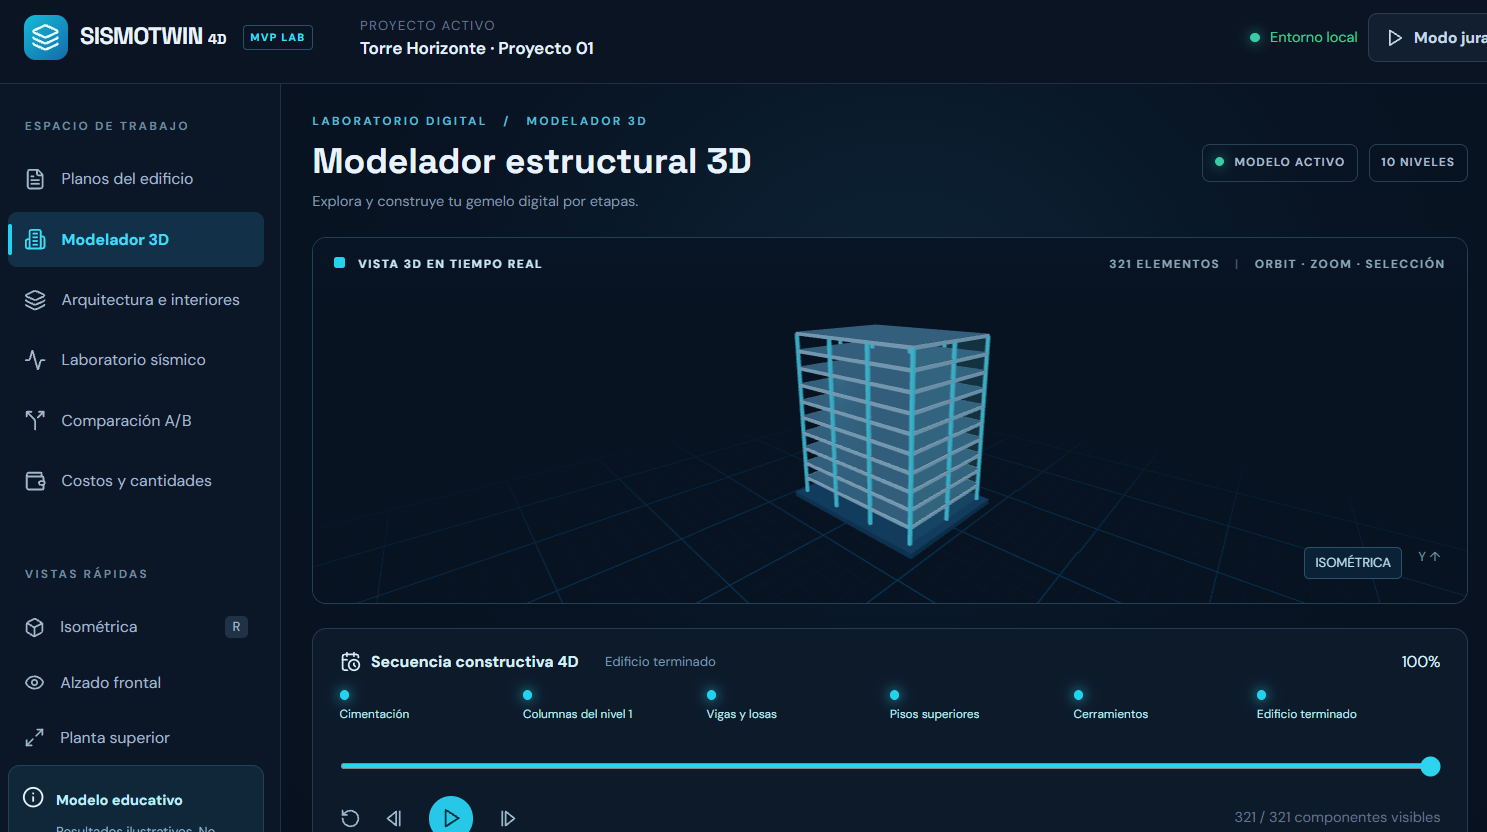 SISMOTWIN 4D
MVP LAB
PROYECTO ACTIVO
Torre Horizonte · Proyecto 01
Entorno local
Modo jura
ESPACIO DE TRABAJO
Planos del edificio
Modelador 3D
Arquitectura e interiores
Laboratorio sísmico
Comparación A/B
Costos y cantidades
VISTAS RÁPIDAS
Isométrica
R
Alzado frontal
Planta superior
Modelo educativo
Resultados ilustrativos. No
LABORATORIO DIGITAL / MODELADOR 3D
Modelador estructural 3D
Explora y construye tu gemelo digital por etapas.
MODELO ACTIVO
10 NIVELES
VISTA 3D EN TIEMPO REAL
321 ELEMENTOS | ORBIT · ZOOM · SELECCIÓN
ISOMÉTRICA
Y ↑
Secuencia constructiva 4D
Edificio terminado
100%
Cimentación
Columnas del nivel 1
Vigas y losas
Pisos superiores
Cerramientos
Edificio terminado
321 / 321 componentes visibles